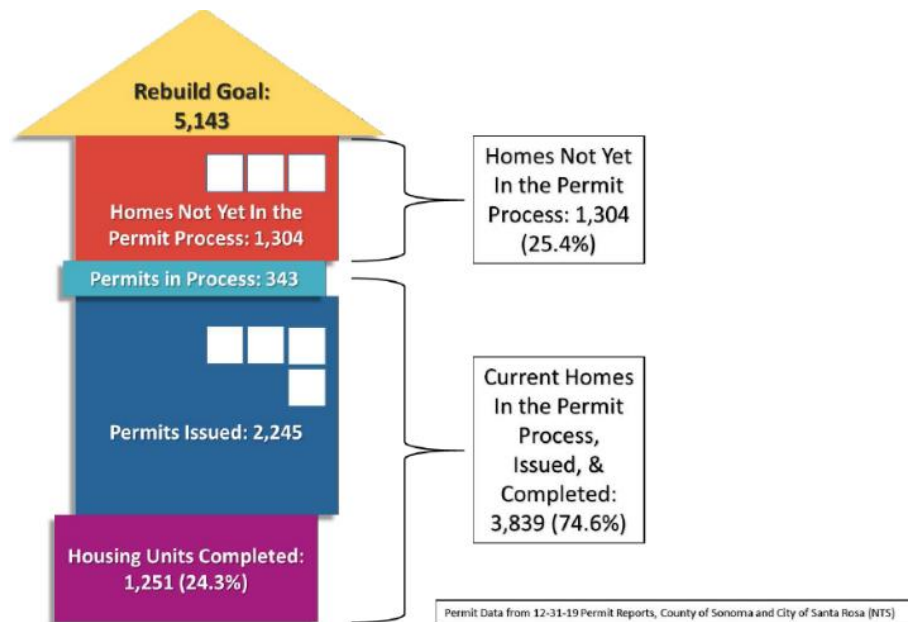 Rebuild Goal:
5,143
Homes Not Yet In the
Permit Process: 1,304
Permits in Process: 343
Permits Issued: 2,245
Housing Units Completed:
1,251 (24.3%)
Homes Not Yet
In the Permit
Process: 1,304
(25.4%)
Current Homes
In the Permit
Process,
Issued, &
Completed:
3,839 (74.6%)
Permit Data from 12-31-19 Permit Reports, County of Sonoma and City of Santa Rosa (NTS)